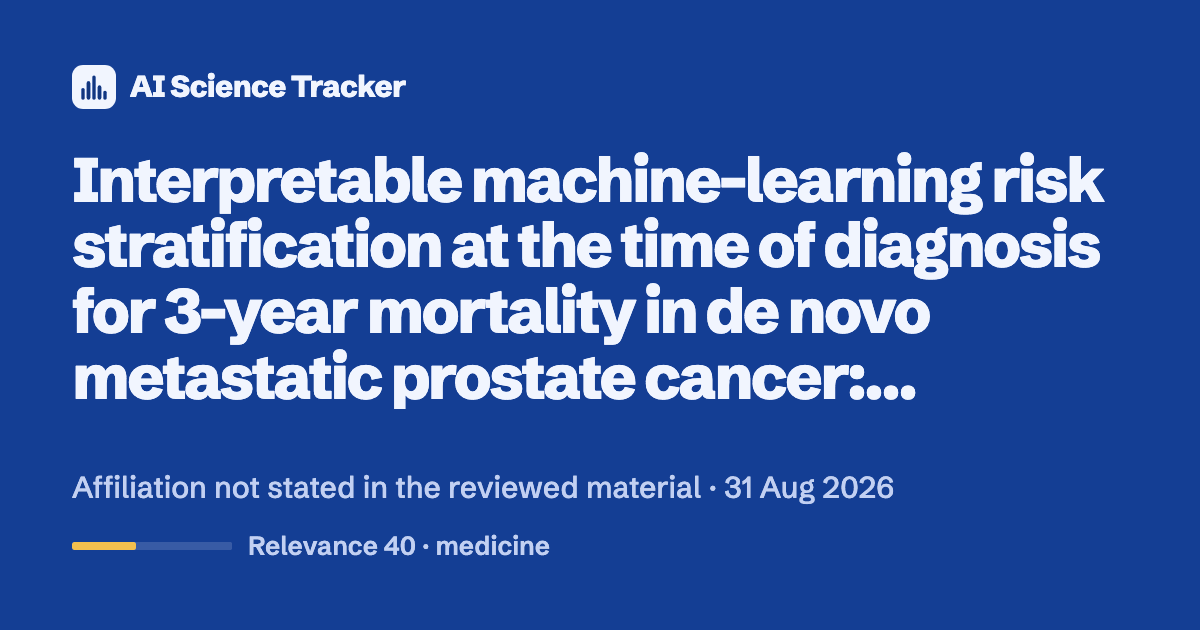 AI Science Tracker
Interpretable machine-learning risk
stratification at the time of diagnosis
for 3-year mortality in de novo
metastatic prostate cancer:...
Affiliation not stated in the reviewed material · 31 Aug 2026
Relevance 40 · medicine